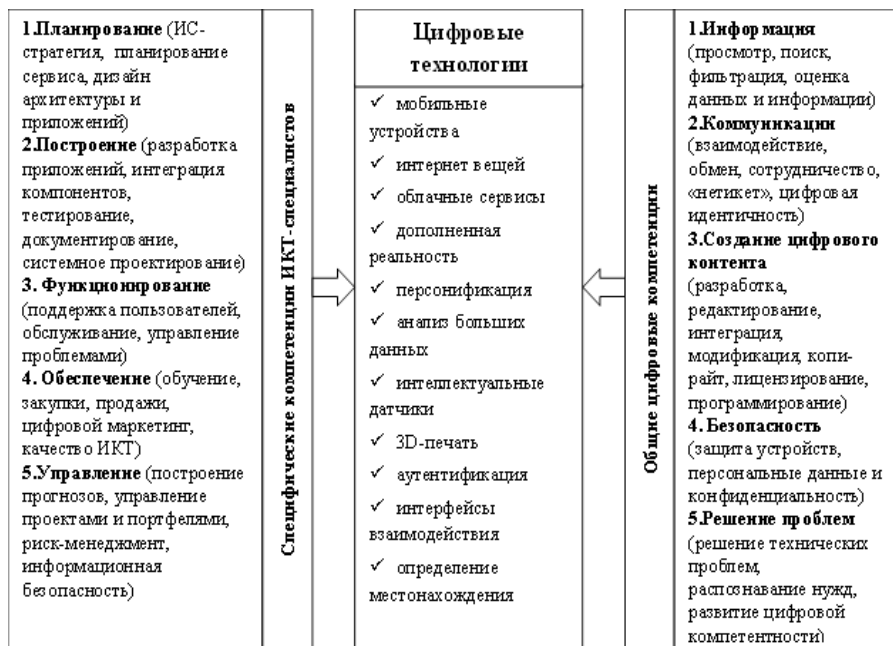 1.Планирование (ИС-
стратегия, планирование
сервиса, дизайн
архитектуры и
приложений)
2.Построение (разработка
приложений, интеграция
компонентов,
тестирование,
документирование,
системное проектирование)
3. Функционирование
(поддержка пользователей,
обслуживание, управление
проблемами)
4. Обеспечение (обучение,
закупки, продажи,
цифровой маркетинг,
качество ИКТ)
5.Управление (построение
прогнозов, управление
проектами и портфелями,
риск-менеджмент,
информационная
безопасность)
Специфические компетенции ИКТ-специалистов
Цифровые
технологии
✓ мобильные
устройства
✓ интернет вещей
✓ облачные сервисы
✓ дополненная
реальность
✓ персонификация
✓ анализ больших
данных
✓ интеллектуальные
датчики
✓ 3D-печать
✓ аутентификация
✓ интерфейсы
взаимодействия
✓ определение
местонахождения
Общие цифровые компетенции
1.Информация
(просмотр, поиск,
фильтрация, оценка
данных и информации)
2.Коммуникации
(взаимодействие,
обмен, сотрудничество,
«нетикет», цифровая
идентичность)
3.Создание цифрового
контента
(разработка,
редактирование,
интеграция,
модификация, копи-
райт, лицензирование,
программирование)
4. Безопасность
(защита устройств,
персональные данные и
конфиденциальность)
5.Решение проблем
(решение технических
проблем,
распознавание нужд,
развитие цифровой
компетентности)